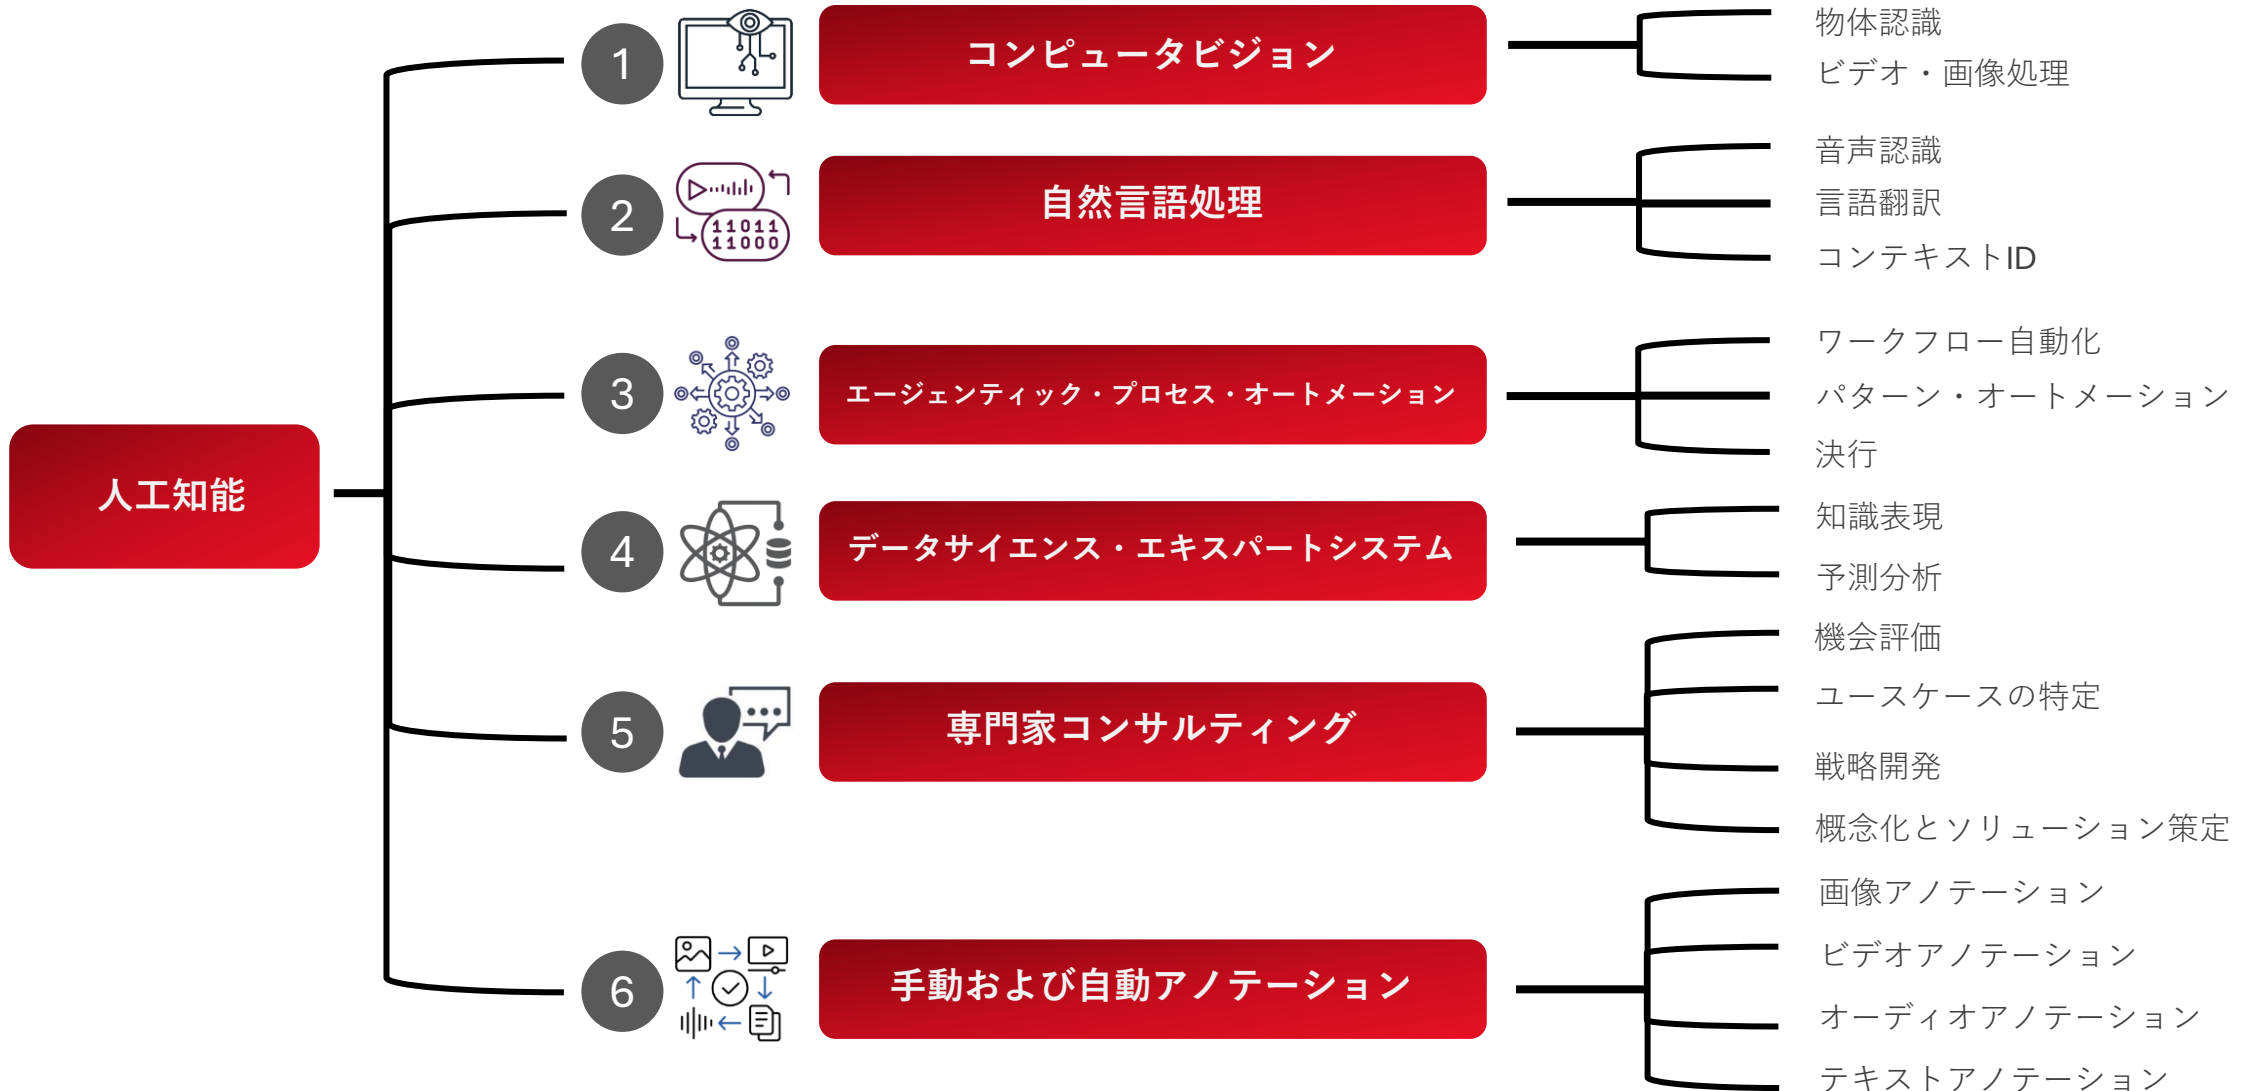 人工知能
1
コンピュータビジョン
物体認識
ビデオ・画像処理
2
11011
11000
自然言語処理
音声認識
言語翻訳
コンテキストID
3
エージェンティック・プロセス・オートメーション
ワークフロー自動化
パターン・オートメーション
決行
4
データサイエンス・エキスパートシステム
知識表現
予測分析
5
専門家コンサルティング
機会評価
ユースケースの特定
戦略開発
概念化とソリューション策定
6
手動および自動アノテーション
画像アノテーション
ビデオアノテーション
オーディオアノテーション
テキストアノテーション